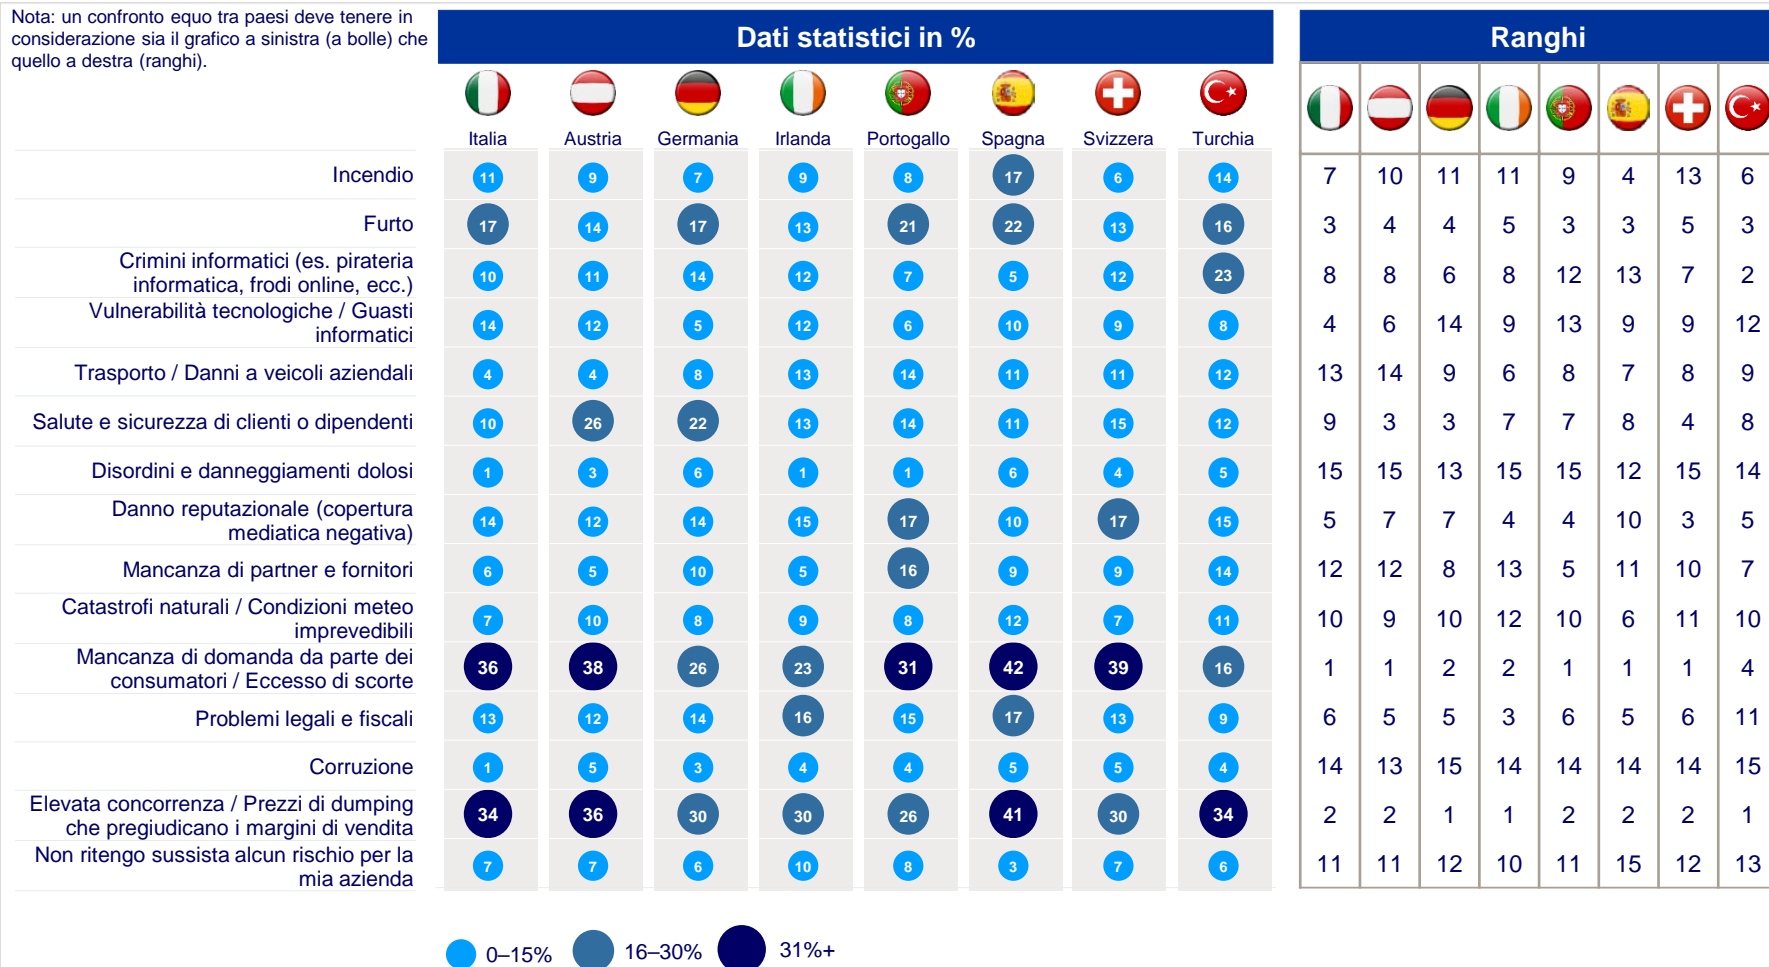 Nota: un confronto equo tra paesi deve tenere in
considerazione sia il grafico a sinistra (a bolle) che
quello a destra (ranghi).
Dati statistici in %
Ranghi
Italia Austria Germania Irlanda Portogallo Spagna Svizzera Turchia
Incendio 11 9 7 9 8 17 6 14 7 10 11 11 9 4 13 6
Furto 17 14 17 13 21 22 13 16 3 4 4 5 3 3 5 3
Crimini informatici (es. pirateria
informatica, frodi online, ecc.) 10 11 14 12 7 5 12 23 8 8 6 8 12 13 7 2
Vulnerabilità tecnologiche / Guasti
informatici 14 12 5 12 6 10 9 8 4 6 14 9 13 9 9 12
Trasporto / Danni a veicoli aziendali 4 4 8 13 14 11 11 12 13 14 9 6 8 7 8 9
Salute e sicurezza di clienti o dipendenti 10 26 22 13 14 11 15 12 9 3 3 7 7 8 4 8
Disordini e danneggiamenti dolosi 1 3 6 1 1 6 4 5 15 15 13 15 15 12 15 14
Danno reputazionale (copertura
mediatica negativa) 14 12 14 15 17 10 17 15 5 7 7 4 4 10 3 5
Mancanza di partner e fornitori 6 5 10 5 16 9 9 14 12 12 8 13 5 11 10 7
Catastrofi naturali / Condizioni meteo
imprevedibili 7 10 8 9 8 12 7 11 10 9 10 12 10 6 11 10
Mancanza di domanda da parte dei
consumatori / Eccesso di scorte 36 38 26 23 31 42 39 16 1 1 2 2 1 1 1 4
Problemi legali e fiscali 13 12 14 16 15 17 13 9 6 5 5 3 6 5 6 11
Corruzione 1 5 3 4 4 5 5 4 14 13 15 14 14 14 14 15
Elevata concorrenza / Prezzi di dumping
che pregiudicano i margini di vendita 34 36 30 30 26 41 30 34 2 2 1 1 2 2 2 1
Non ritengo sussista alcun rischio per la
mia azienda 7 7 6 10 8 3 7 6 11 11 12 10 11 15 12 13
0–15% 16–30% 31%+